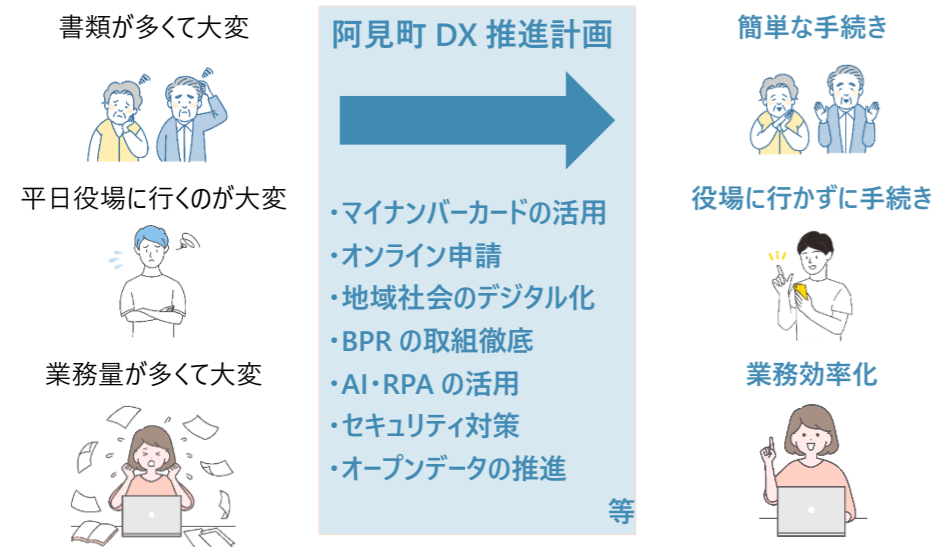 書類が多くて大変
平日役場に行くのが大変
業務量が多くて大変
阿見町 DX 推進計画
・マイナンバーカードの活用
・オンライン申請
・地域社会のデジタル化
・BPR の取組徹底
・AI・RPA の活用
・セキュリティ対策
・オープンデータの推進
等
簡単な手続き
役場に行かずに手続き
業務効率化